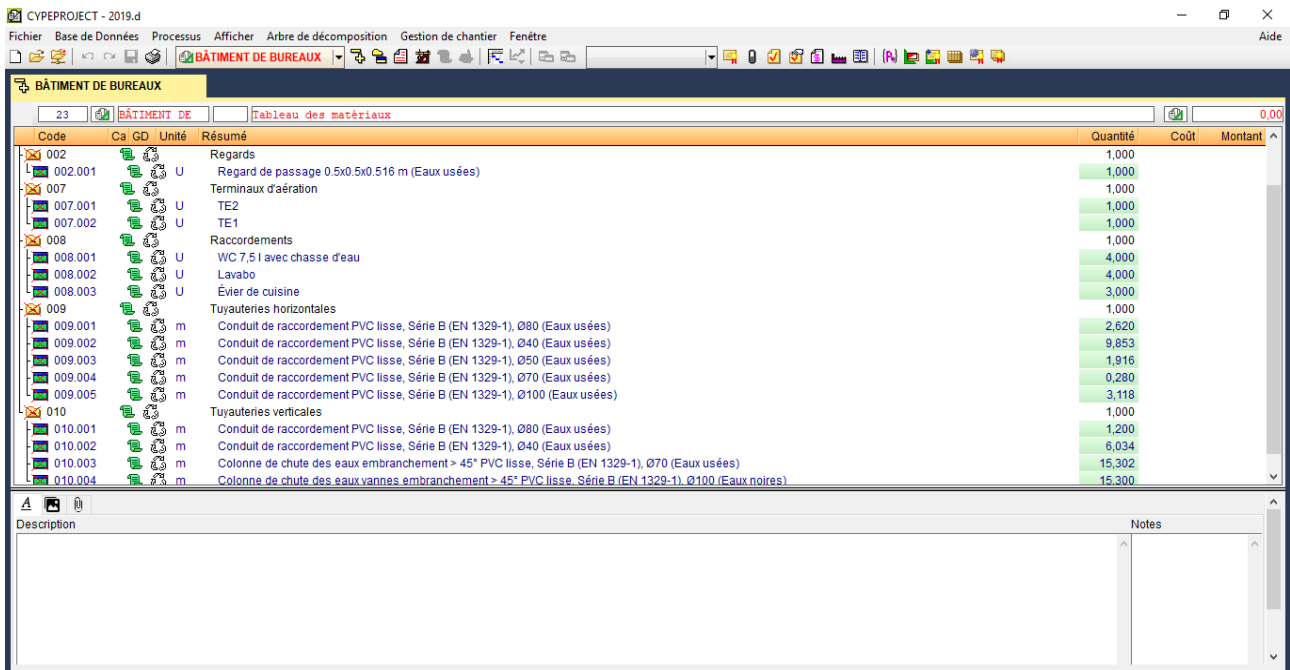 CYPEPROJECT - 2019.d
Fichier Base de Données Processus Afficher Arbre de décomposition Gestion de chantier Fenêtre Aide
BÂTIMENT DE BUREAUX
BÂTIMENT DE BUREAUX
23 BÂTIMENT DE Tableau des matériaux 0,00
Code Ca GD Unité Résumé Quantité Coût Montant
002 Regards 1,000
002.001 U Regard de passage 0.5x0.5x0.516 m (Eaux usées) 1,000
007 Terminaux d'aération 1,000
007.001 U TE2 1,000
007.002 U TE1 1,000
008 Raccordements 1,000
008.001 U WC 7,5 l avec chasse d'eau 4,000
008.002 U Lavabo 4,000
008.003 U Évier de cuisine 3,000
009 Tuyauteries horizontales 1,000
009.001 m Conduit de raccordement PVC lisse, Série B (EN 1329-1), Ø80 (Eaux usées) 2,620
009.002 m Conduit de raccordement PVC lisse, Série B (EN 1329-1), Ø40 (Eaux usées) 9,853
009.003 m Conduit de raccordement PVC lisse, Série B (EN 1329-1), Ø50 (Eaux usées) 1,916
009.004 m Conduit de raccordement PVC lisse, Série B (EN 1329-1), Ø70 (Eaux usées) 0,280
009.005 m Conduit de raccordement PVC lisse, Série B (EN 1329-1), Ø100 (Eaux usées) 3,118
010 Tuyauteries verticales 1,000
010.001 m Conduit de raccordement PVC lisse, Série B (EN 1329-1), Ø80 (Eaux usées) 1,200
010.002 m Conduit de raccordement PVC lisse, Série B (EN 1329-1), Ø40 (Eaux usées) 6,034
010.003 m Colonne de chute des eaux embranchement > 45° PVC lisse, Série B (EN 1329-1), Ø70 (Eaux usées) 15,302
010.004 m Colonne de chute des eaux vannes embranchement > 45° PVC lisse, Série B (EN 1329-1), Ø100 (Eaux noires) 15,300
A
Description Notes